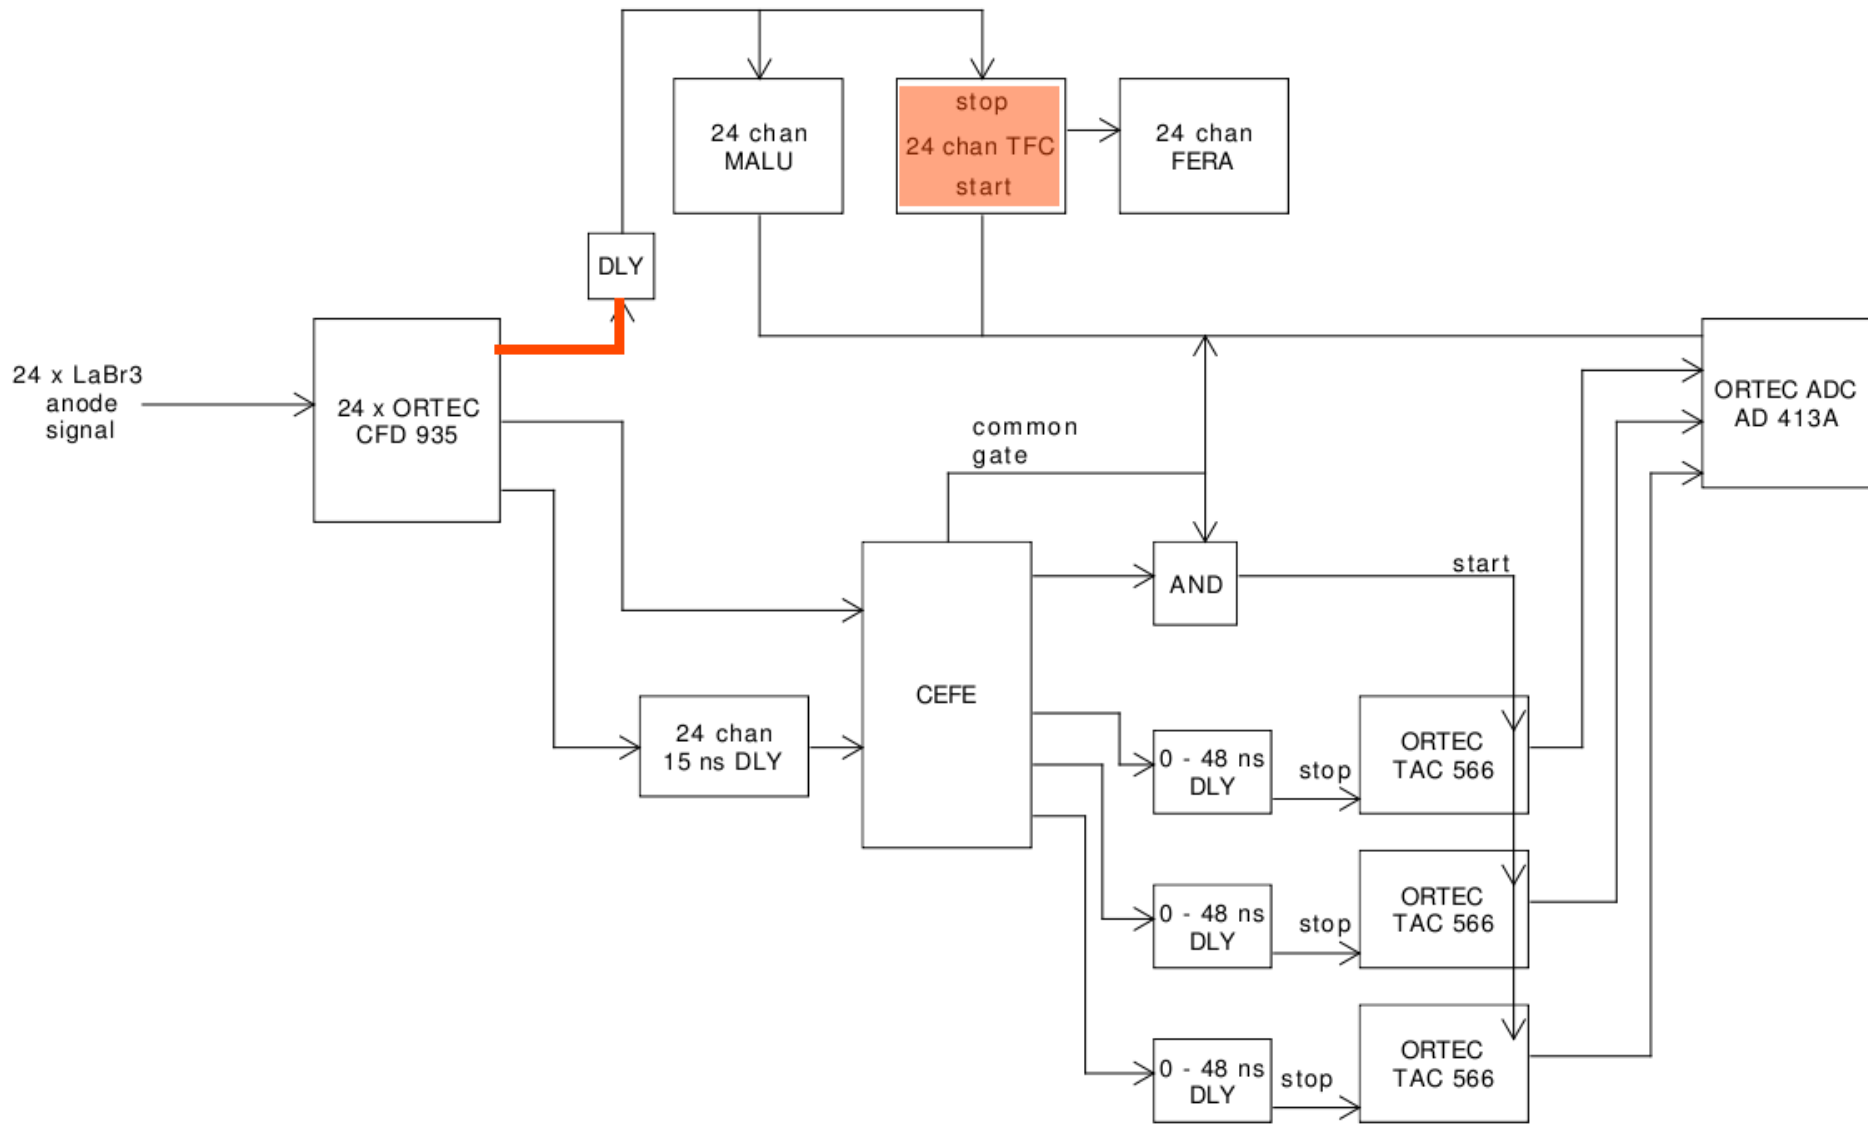 stop
24 chan
MALU
24 chan TFC
24 chan
FERA
start
DLY
24 x LaBr3
anode
signal
24 x ORTEC
CFD 935
ORTEC ADC
AD 413A
common
gate
start
AND
CEFE
24 chan
15 ns DLY
0 - 48 ns
DLY
stop
ORTEC
TAC 566
0 - 48 ns
DLY
stop
ORTEC
TAC 566
0 - 48 ns
DLY
stop
ORTEC
TAC 566